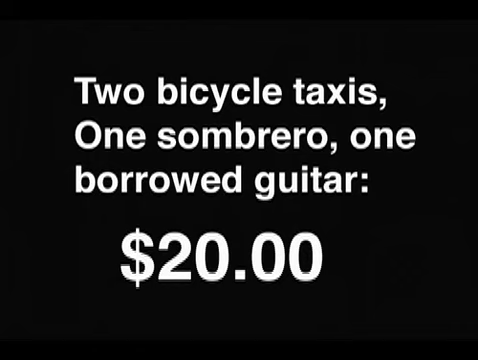 Two bicycle taxis,
One sombrero, one
borrowed guitar:
$20.00